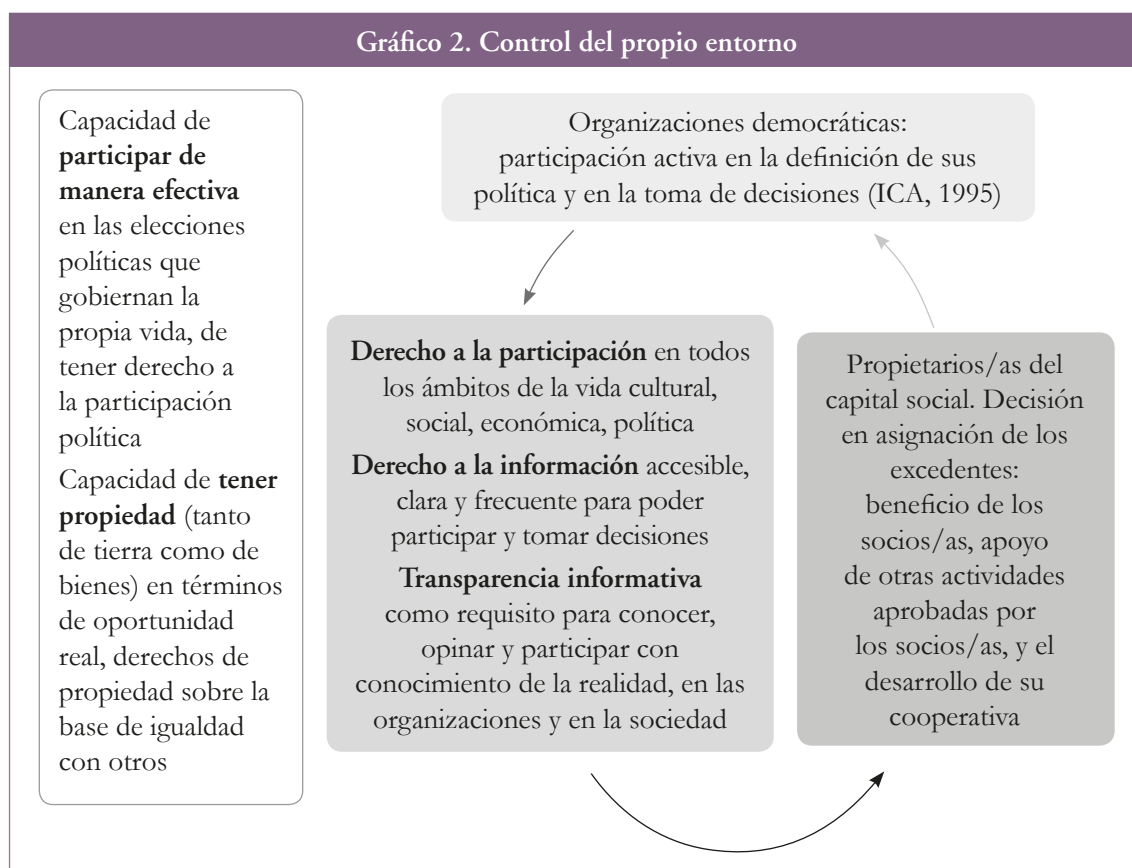 Gráfico 2. Control del propio entorno
Capacidad de
participar de
manera efectiva
en las elecciones
políticas que
gobiernan la
propia vida, de
tener derecho a
la participación
política
Capacidad de tener
propiedad (tanto
de tierra como de
bienes) en términos
de oportunidad
real, derechos de
propiedad sobre la
base de igualdad
con otros
Organizaciones democráticas:
participación activa en la definición de sus
política y en la toma de decisiones (ICA, 1995)
Derecho a la participación en todos
los ámbitos de la vida cultural,
social, económica, política
Derecho a la información accesible,
clara y frecuente para poder
participar y tomar decisiones
Transparencia informativa
como requisito para conocer,
opinar y participar con
conocimiento de la realidad, en las
organizaciones y en la sociedad
Propietarios/as del
capital social. Decisión
en asignación de los
excedentes:
beneficio de los
socios/as, apoyo
de otras actividades
aprobadas por
los socios/as, y el
desarrollo de su
cooperativa